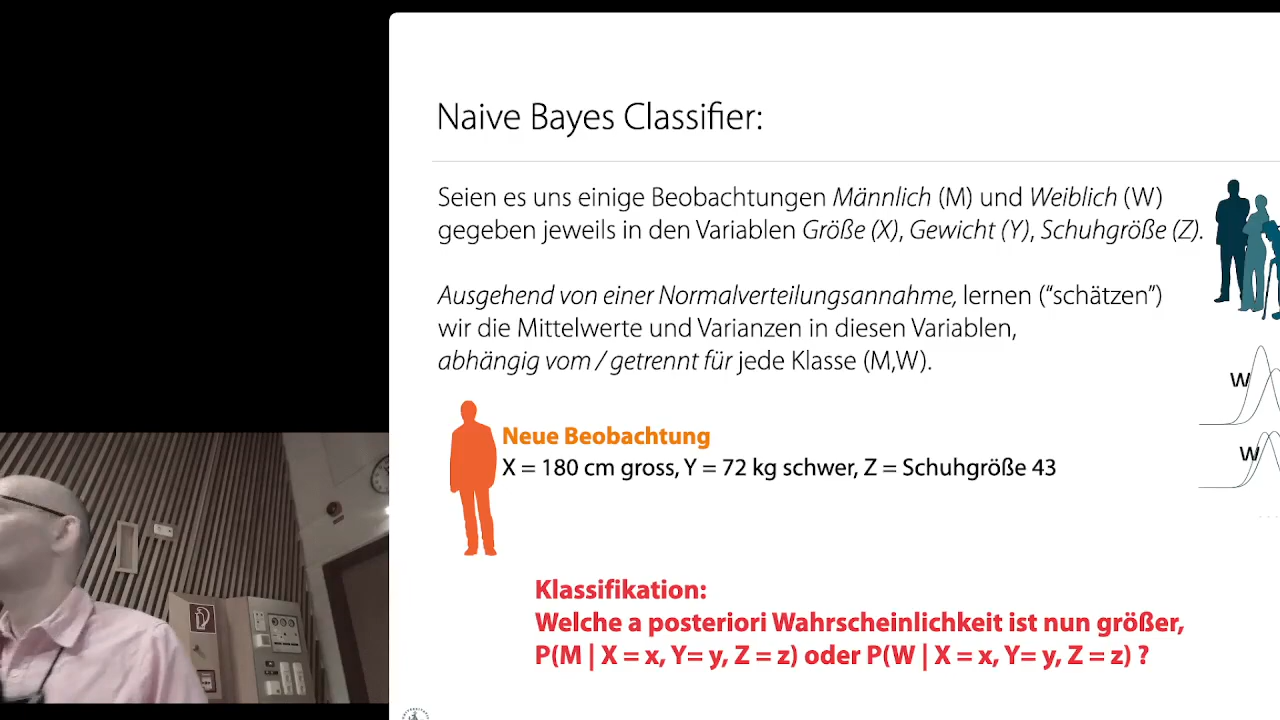 Naive Bayes Classifier:
Seien es uns einige Beobachtungen Männlich (M) und Weiblich (W)
gegeben jeweils in den Variablen Größe (X), Gewicht (Y), Schuhgröße (Z).
Ausgehend von einer Normalverteilungsannahme, lernen (“schätzen”)
wir die Mittelwerte und Varianzen in diesen Variablen,
abhängig vom / getrennt für jede Klasse (M,W).
W
W
Neue Beobachtung
X = 180 cm gross, Y = 72 kg schwer, Z = Schuhgröße 43
Klassifikation:
Welche a posteriori Wahrscheinlichkeit ist nun größer,
P(M | X = x, Y= y, Z = z) oder P(W | X = x, Y= y, Z = z) ?